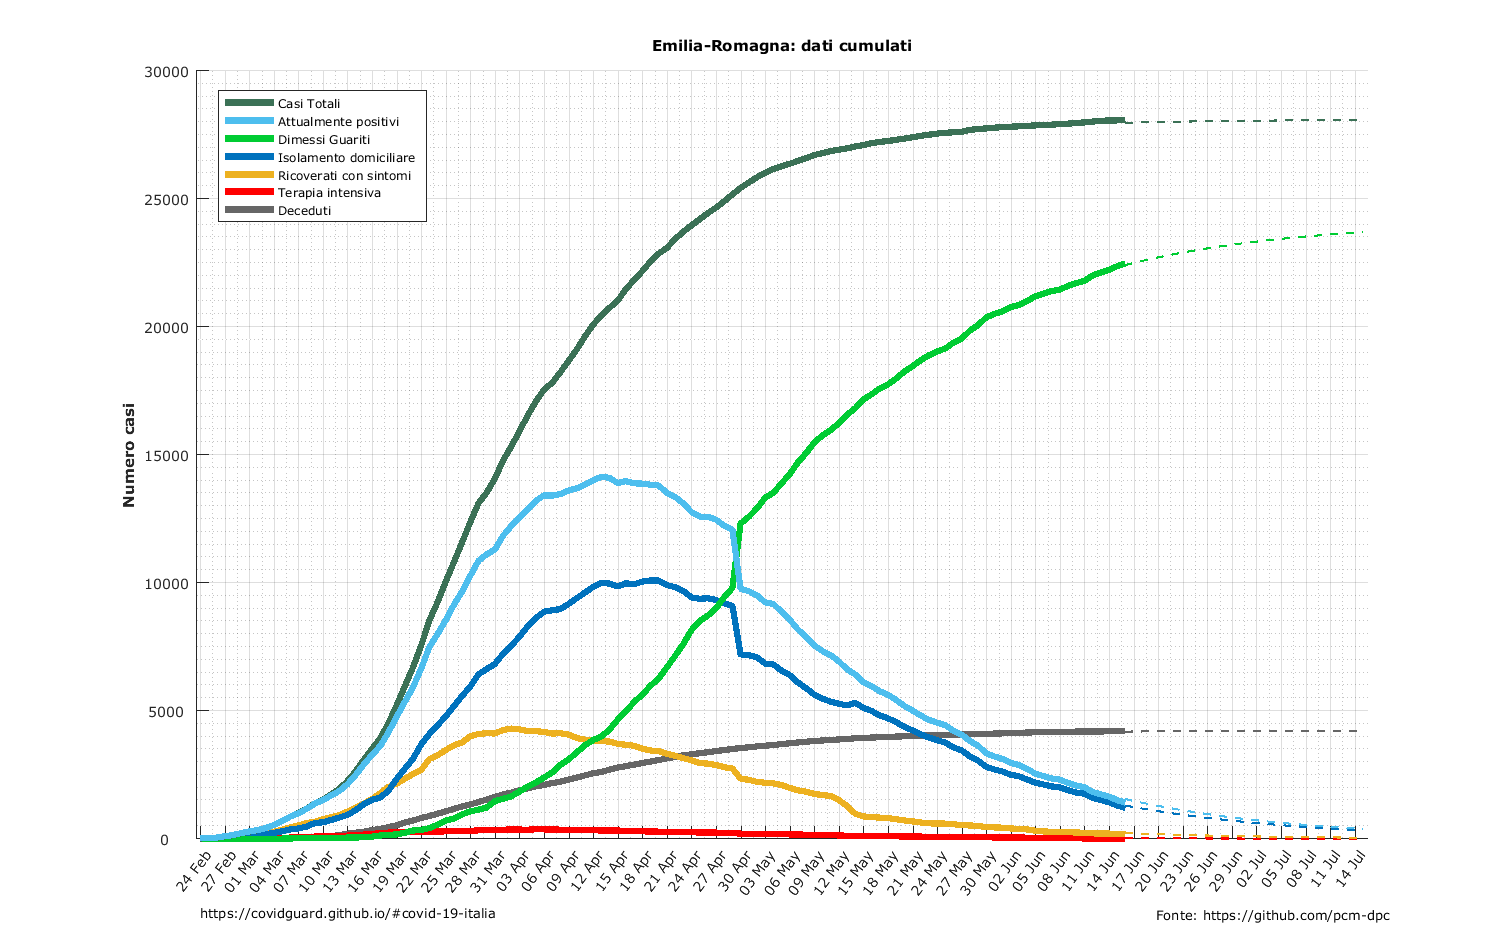 Emilia-Romagna: dati cumulati
Numero casi
30000
25000
20000
15000
10000
5000
0
Casi Totali
Attualmente positivi
Dimessi Guariti
Isolamento domiciliare
Ricoverati con sintomi
Terapia intensiva
Deceduti
24 Feb
27 Feb
01 Mar
04 Mar
07 Mar
10 Mar
13 Mar
16 Mar
19 Mar
22 Mar
25 Mar
28 Mar
31 Mar
03 Apr
06 Apr
09 Apr
12 Apr
15 Apr
18 Apr
21 Apr
24 Apr
27 Apr
30 Apr
03 May
06 May
09 May
12 May
15 May
18 May
21 May
24 May
27 May
30 May
02 Jun
05 Jun
08 Jun
11 Jun
14 Jun
17 Jun
20 Jun
23 Jun
26 Jun
29 Jun
02 Jul
05 Jul
08 Jul
11 Jul
14 Jul
https://covidguard.github.io/#covid-19-italia
Fonte: https://github.com/pcm-dpc